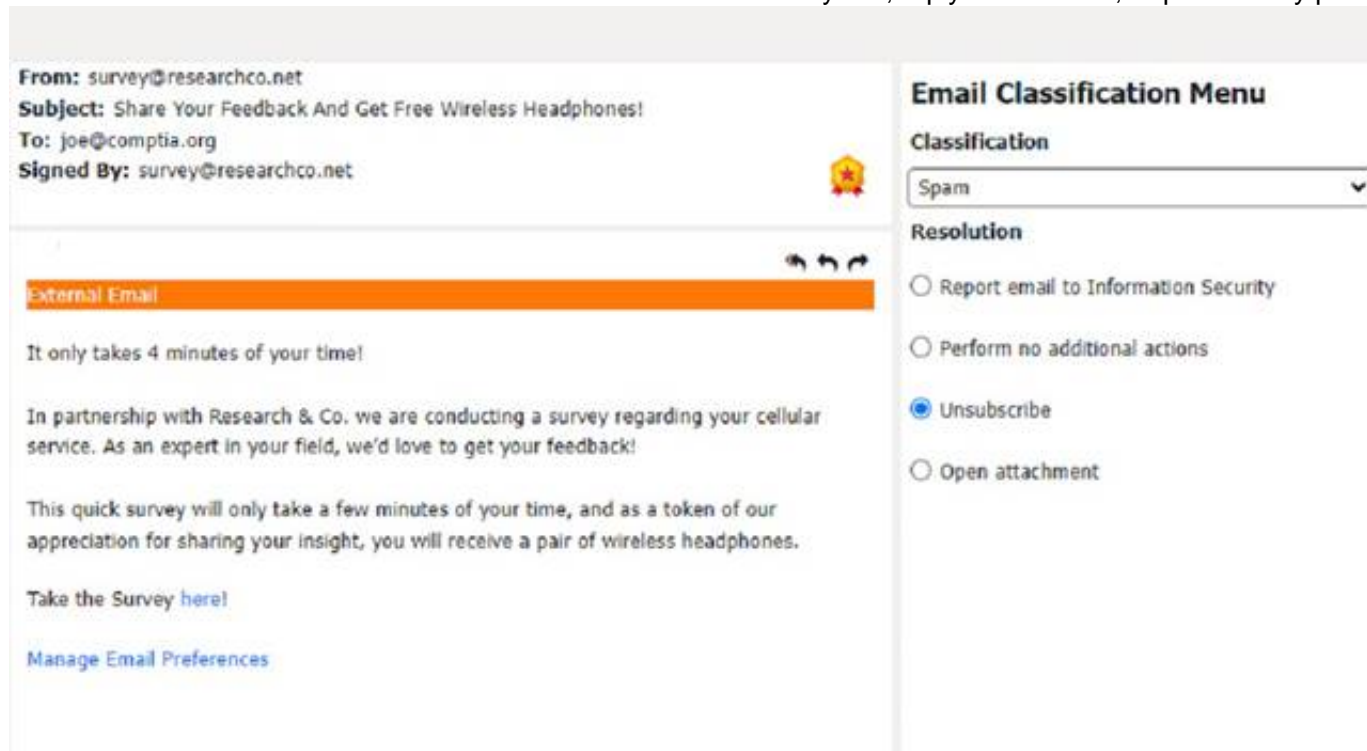 From: survey@researchco.net
Subject: Share Your Feedback And Get Free Wireless Headphones!
To: joe@comptia.org
Signed By: survey@researchco.net
External Email
It only takes 4 minutes of your time!
In partnership with Research & Co. we are conducting a survey regarding your cellular
service. As an expert in your field, we'd love to get your feedback!
This quick survey will only take a few minutes of your time, and as a token of our
appreciation for sharing your insight, you will receive a pair of wireless headphones.
Take the Survey here!
Manage Email Preferences
Email Classification Menu
Classification
Spam
Resolution
Report email to Information Security
Perform no additional actions
Unsubscribe
Open attachment